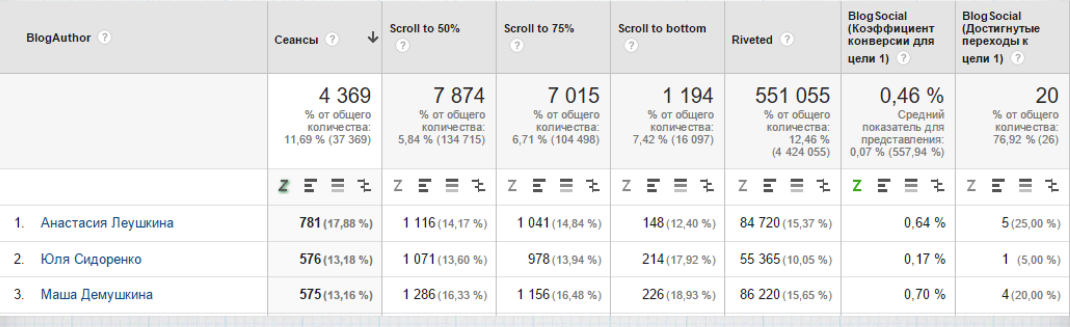 BlogAuthor ?
Сеансы ?
Scroll to 50%
?
Scroll to 75%
?
Scroll to bottom
?
Riveted ?
BlogSocial
(Коэффициент
конверсии для
цели 1) ?
BlogSocial
(Достигнутые
переходы к
цели 1) ?
4 369
% от общего
количества:
11,69 % (37 369)
7 874
% от общего
количества:
5,84 % (134 715)
7 015
% от общего
количества:
6,71 % (104 498)
1 194
% от общего
количества:
7,42 % (16 097)
551 055
% от общего
количества:
12,46 %
(4 424 055)
0,46 %
Средний
показатель для
представления:
0,07 % (557,94 %)
20
% от общего
количества:
76,92 % (26)
1. Анастасия Леушкина 781 (17,88 %) 1 116 (14,17 %) 1 041 (14,84 %) 148 (12,40 %) 84 720 (15,37 %) 0,64 % 5 (25,00 %)
2. Юля Сидоренко 576 (13,18 %) 1 071 (13,60 %) 978 (13,94 %) 214 (17,92 %) 55 365 (10,05 %) 0,17 % 1 (5,00 %)
3. Маша Демушкина 575 (13,16 %) 1 286 (16,33 %) 1 156 (16,48 %) 226 (18,93 %) 86 220 (15,65 %) 0,70 % 4 (20,00 %)